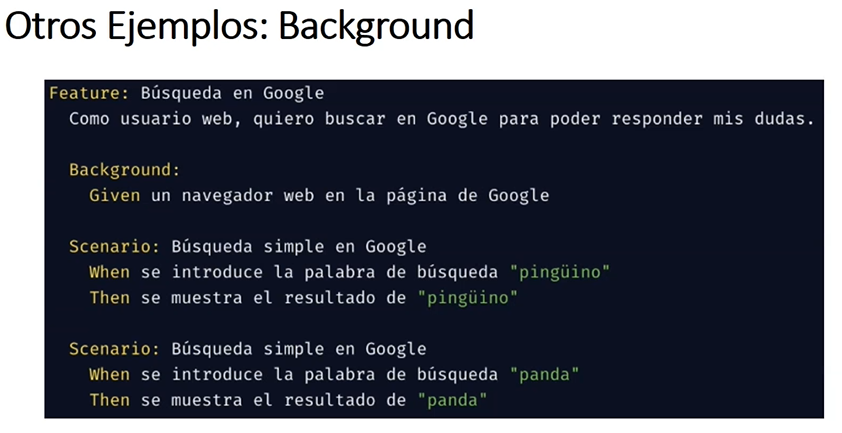 Otros Ejemplos: Background
Feature: Búsqueda en Google
Como usuario web, quiero buscar en Google para poder responder mis dudas.
Background:
Given un navegador web en la página de Google
Scenario: Búsqueda simple en Google
When se introduce la palabra de búsqueda "pingüino"
Then se muestra el resultado de "pingüino"
Scenario: Búsqueda simple en Google
When se introduce la palabra de búsqueda "panda"
Then se muestra el resultado de "panda"